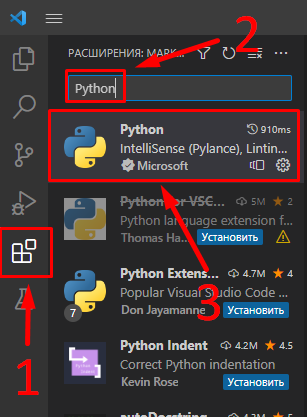 РАСШИРЕНИЯ: МАРК...
2
Python
Python 910ms
IntelliSense (Pylance), Lintin...
Microsoft
Python for VSC... 5M 2
Python language extension f...
Thomas Ha... Установить
3
Python Exten... 4.7M 4
Popular Visual Studio Code ...
Don Jayamanne Установить
7
1
Python Indent 4.2M 4.5
Correct Python indentation
Kevin Rose Установить
autoDocstring